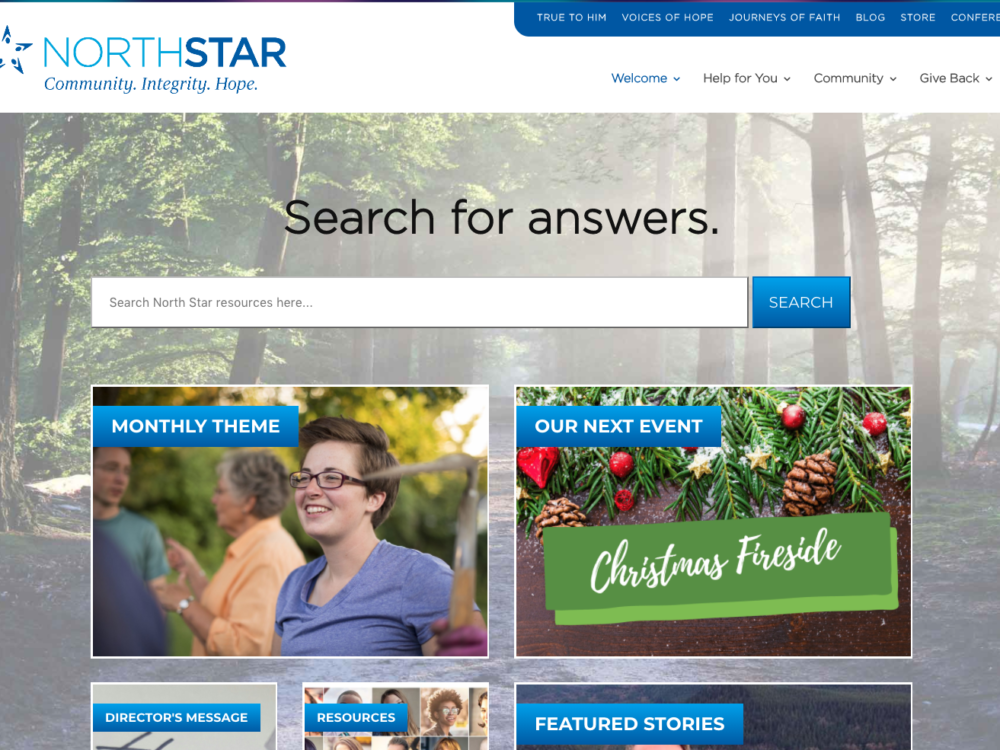 TRUE TO HIM VOICES OF HOPE JOURNEYS OF FAITH BLOG STORE CONFERE
NORTHSTAR
Community. Integrity. Hope.
Welcome Help for You Community Give Back
Search for answers.
Search North Star resources here...
SEARCH
MONTHLY THEME
OUR NEXT EVENT
Christmas Fireside
DIRECTOR'S MESSAGE
RESOURCES
FEATURED STORIES